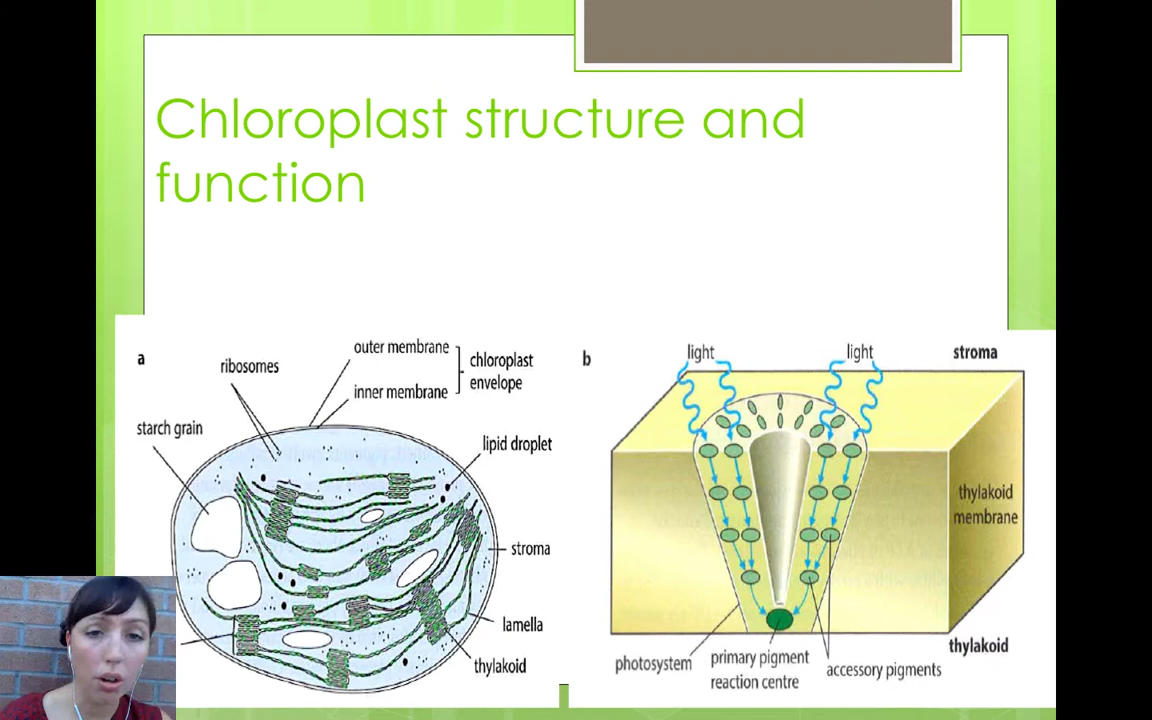 Chloroplast structure and
function
a
ribosomes
outer membrane
inner membrane
chloroplast
envelope
starch grain
lipid droplet
stroma
lamella
thylakoid
b
light
light
stroma
thylakoid
membrane
thylakoid
photosystem
primary pigment
reaction centre
accessory pigments